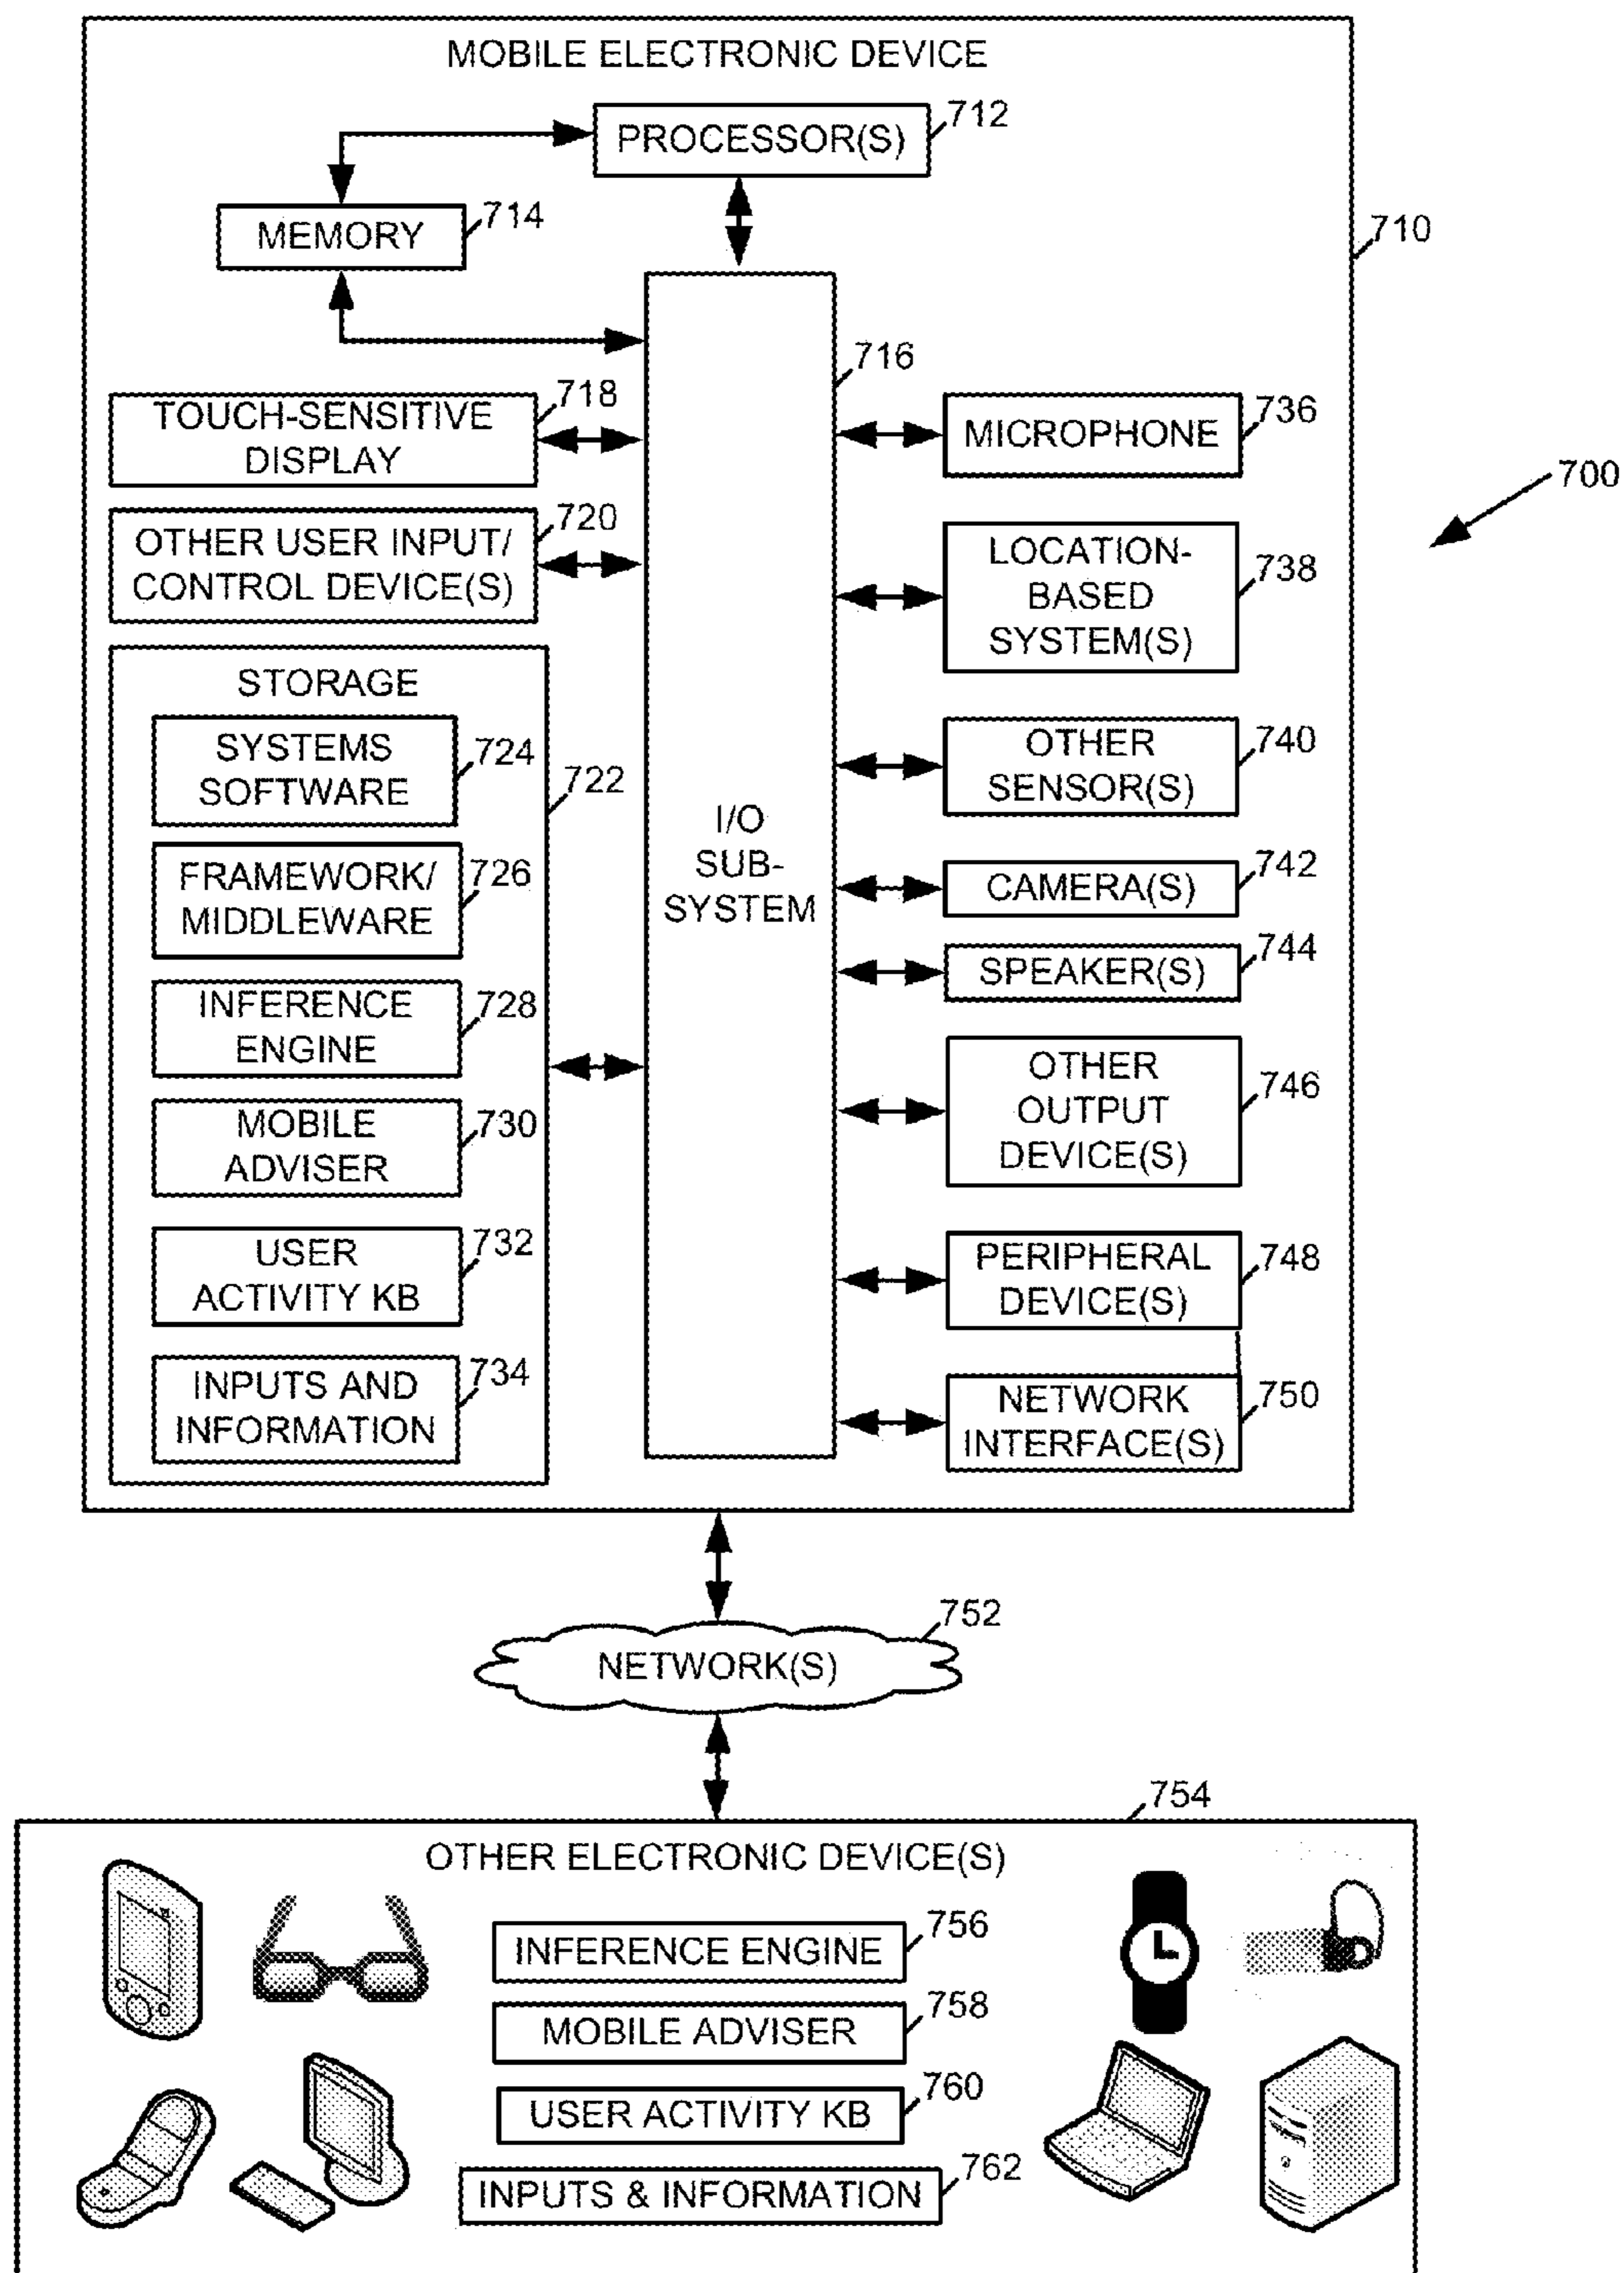 MOBILE ELECTRONIC DEVICE
PROCESSOR(S)
712
MEMORY
714
710
716
TOUCH-SENSITIVE
DISPLAY
718
OTHER USER INPUT/
CONTROL DEVICE(S)
720
STORAGE
722
SYSTEMS
SOFTWARE
724
FRAMEWORK/
MIDDLEWARE
726
INFERENCE
ENGINE
728
MOBILE
ADVISER
730
USER
ACTIVITY KB
732
INPUTS AND
INFORMATION
734
I/O
SUB-
SYSTEM
MICROPHONE
736
700
LOCATION-
BASED
SYSTEM(S)
738
OTHER
SENSOR(S)
740
CAMERA(S)
742
SPEAKER(S)
744
OTHER
OUTPUT
DEVICE(S)
746
PERIPHERAL
DEVICE(S)
748
NETWORK
INTERFACE(S)
750
NETWORK(S)
752
754
OTHER ELECTRONIC DEVICE(S)
INFERENCE ENGINE
756
MOBILE ADVISER
758
USER ACTIVITY KB
760
INPUTS & INFORMATION
762